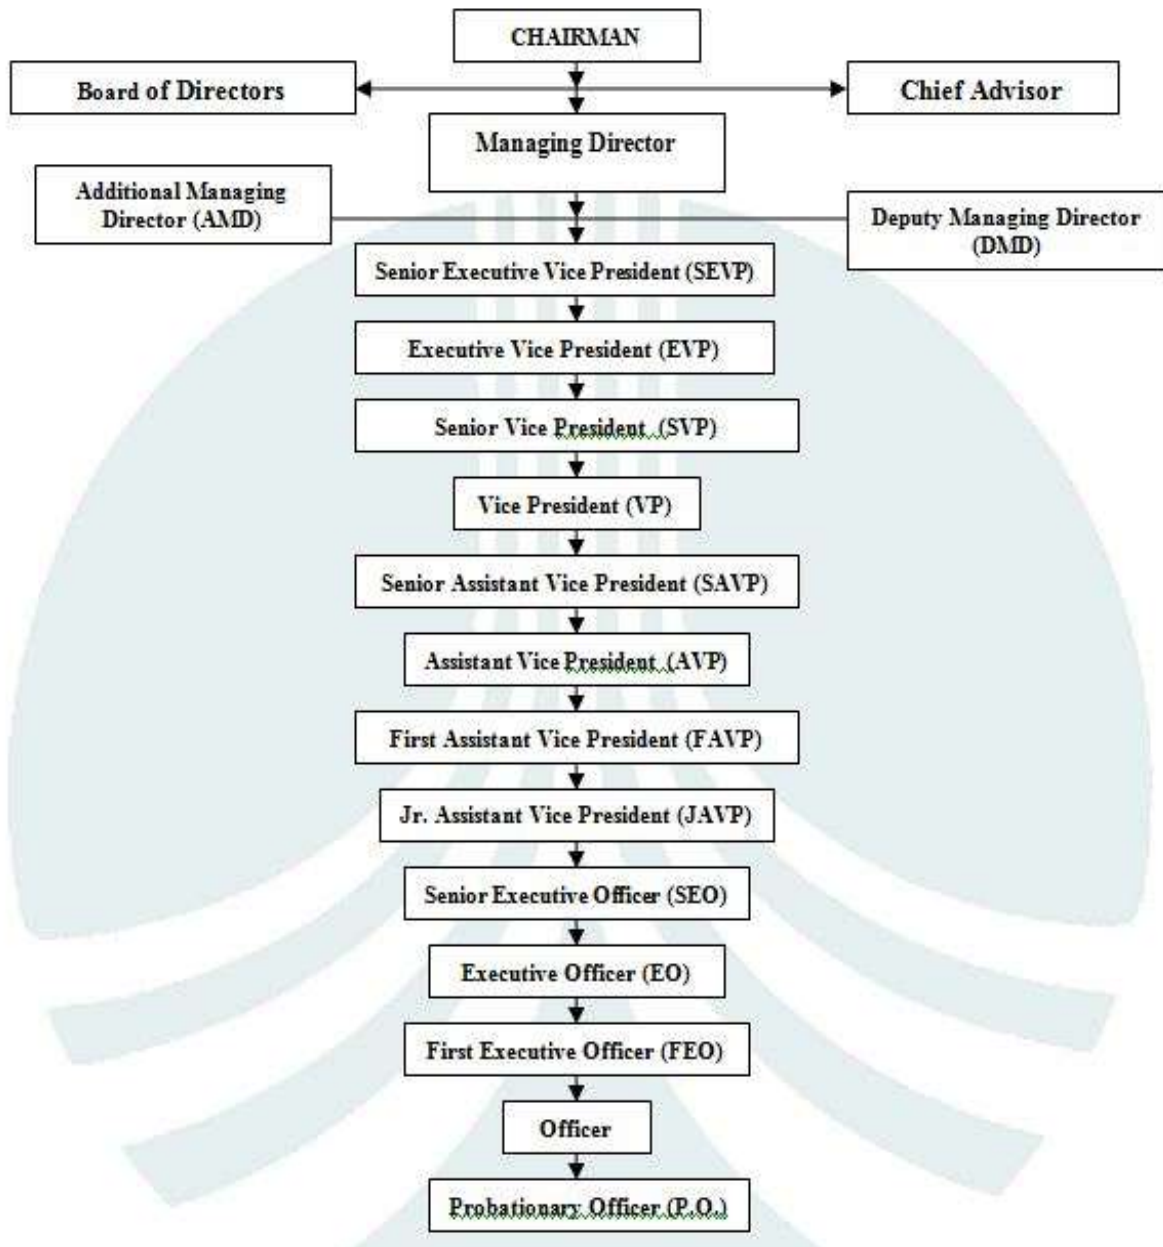 CHAIRMAN
Board of Directors
Chief Advisor
Managing Director
Additional Managing
Director (AMD)
Deputy Managing Director
(DMD)
Senior Executive Vice President (SEVP)
Executive Vice President (EVP)
Senior Vice President (SVP)
Vice President (VP)
Senior Assistant Vice President (SAVP)
Assistant Vice President (AVP)
First Assistant Vice President (FAVP)
Jr. Assistant Vice President (JAVP)
Senior Executive Officer (SEO)
Executive Officer (EO)
First Executive Officer (FEO)
Officer
Probationary Officer (P.O.)